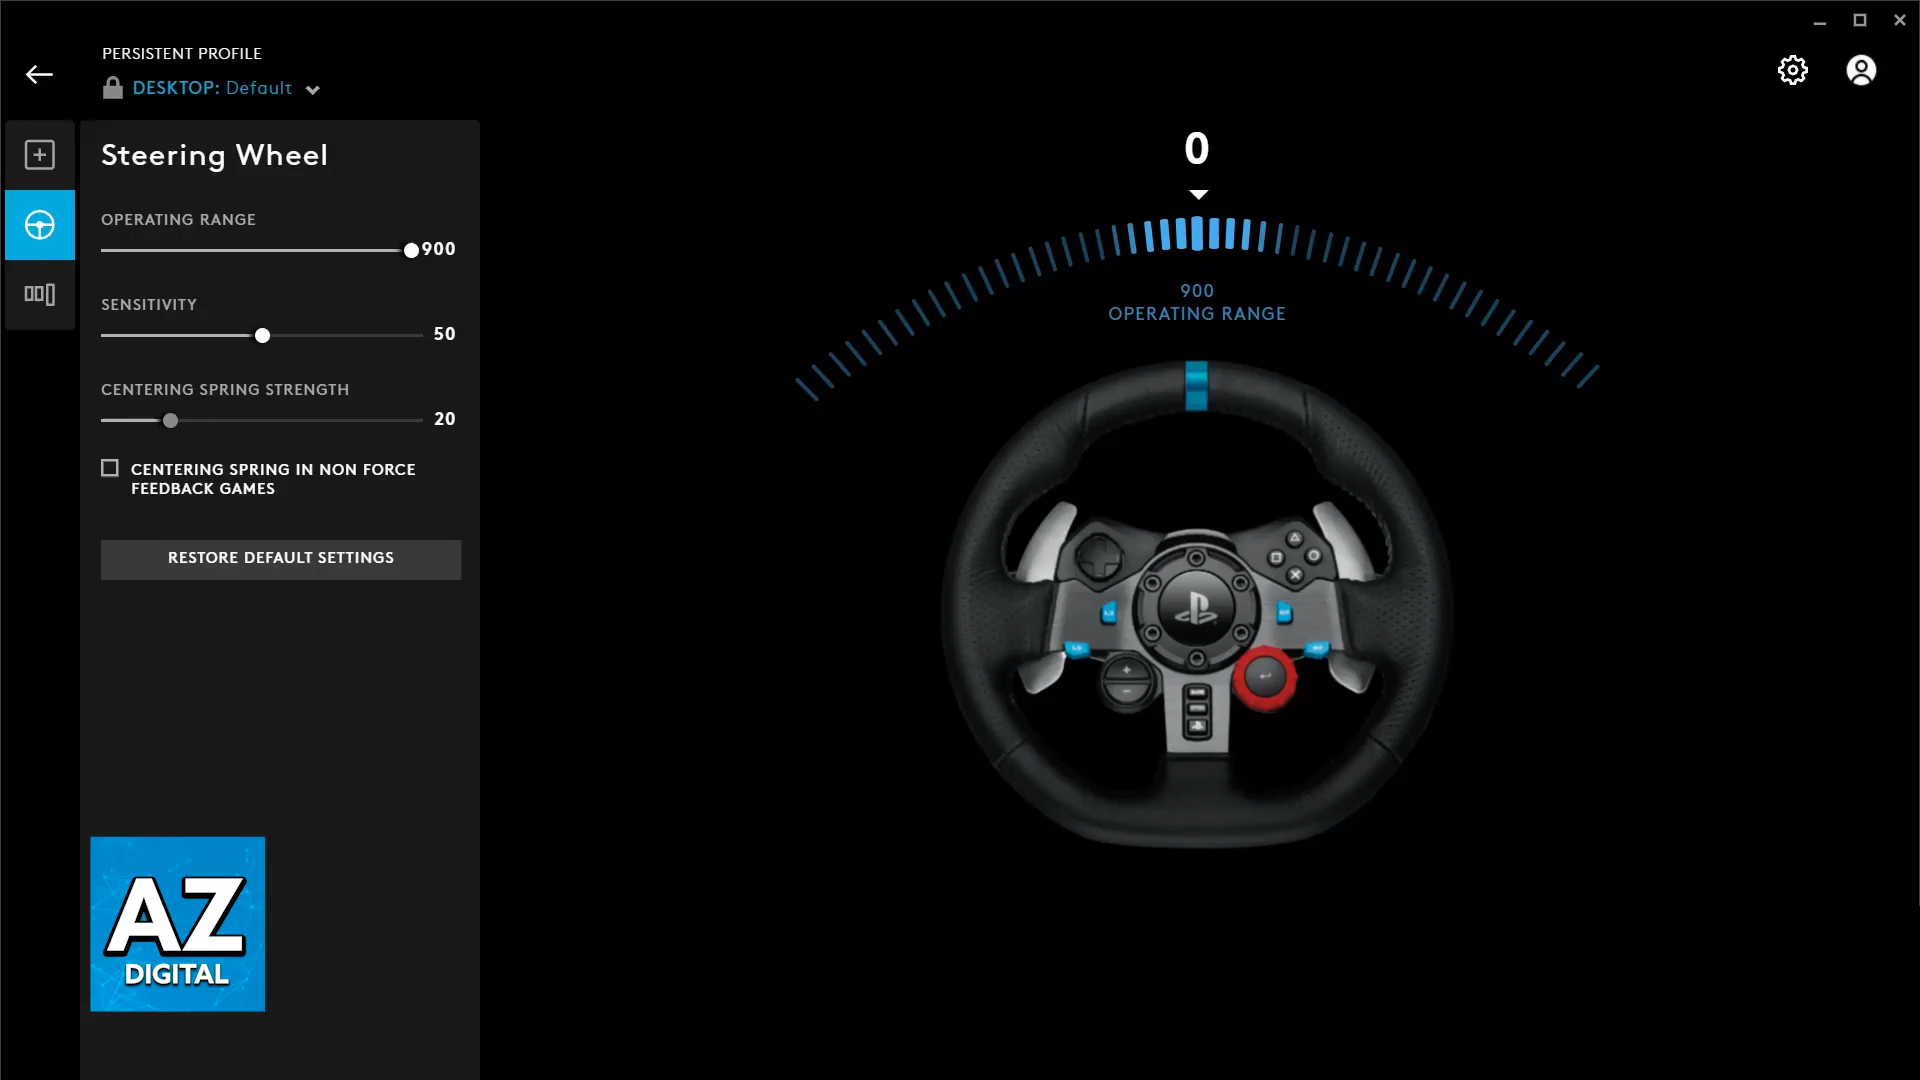 PERSISTENT PROFILE
DESKTOP: Default
Steering Wheel
OPERATING RANGE
900
SENSITIVITY
50
CENTERING SPRING STRENGTH
20
CENTERING SPRING IN NON FORCE
FEEDBACK GAMES
RESTORE DEFAULT SETTINGS
0
900
OPERATING RANGE
AZ
DIGITAL